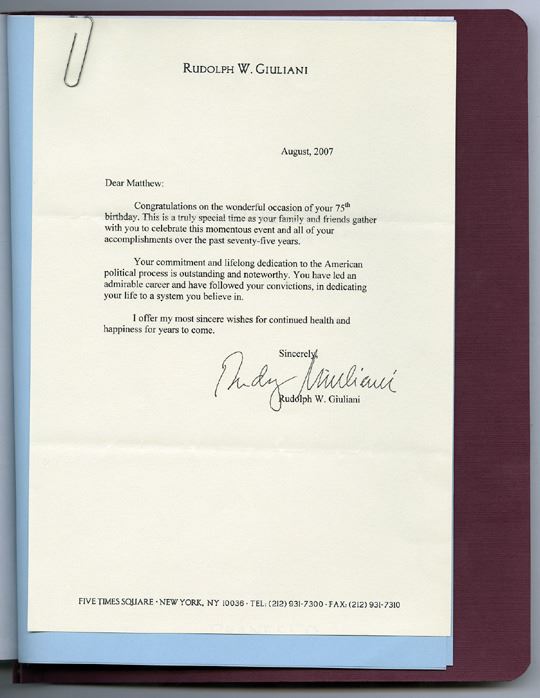 RUDOLPH W. GIULIANI
August, 2007
Dear Matthew:
Congratulations on the wonderful occasion of your 75th
birthday. This is a truly special time as your family and friends gather
with you to celebrate this momentous event and all of your
accomplishments over the past seventy-five years.
Your commitment and lifelong dedication to the American
political process is outstanding and noteworthy. You have led an
admirable career and have followed your convictions, in dedicating
your life to a system you believe in.
I offer my most sincere wishes for continued health and
happiness for years to come.
Sincerely,
Rudy Giuliani
Rudolph W. Giuliani
FIVE TIMES SQUARE · NEW YORK, NY 10036 · TEL: (212) 931-7300 · FAX: (212) 931-7310